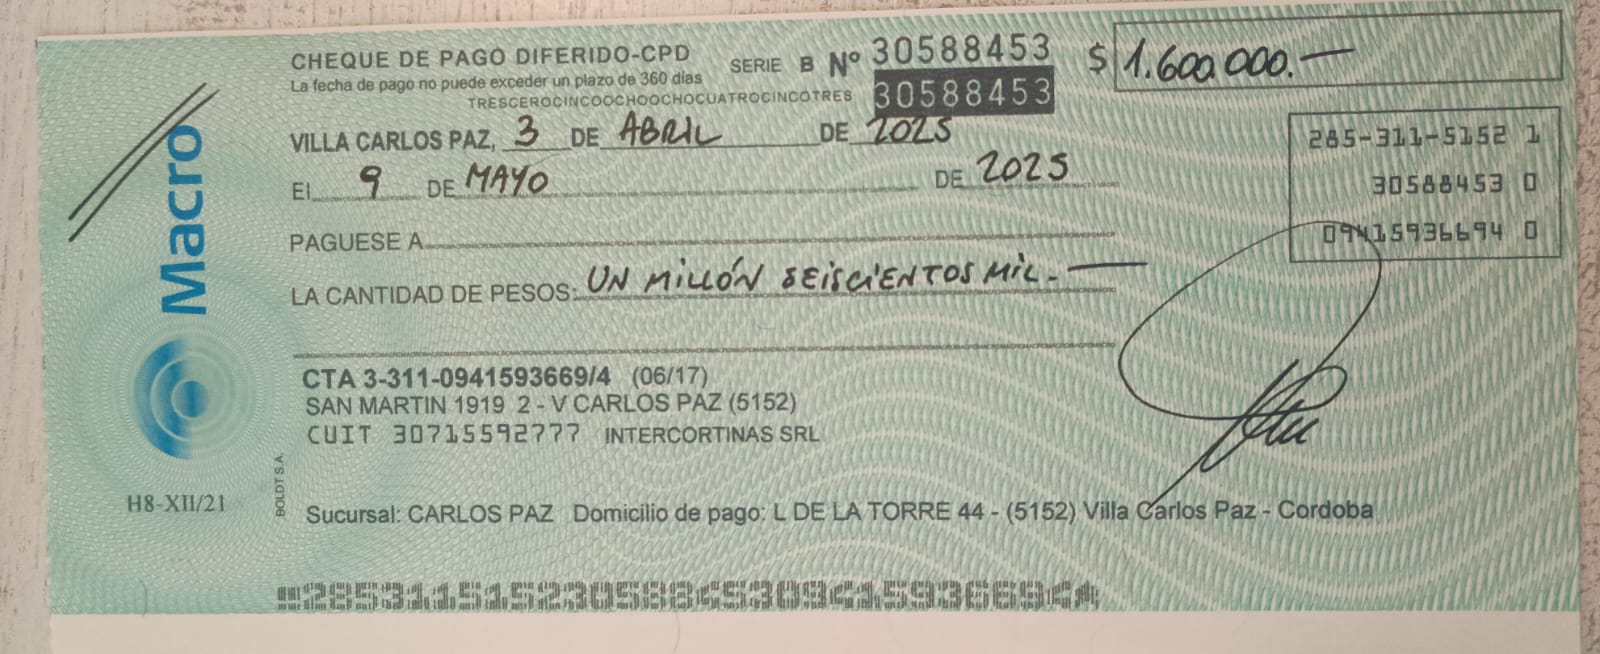 CHEQUE DE PAGO DIFERIDO-CPD
SERIE B Nº 30588453
$ 1.600.000.-
La fecha de pago no puede exceder un plazo de 360 días
TRESCEROCINCOOCHOOCHOCUATROCINCOTRES
30588453
VILLA CARLOS PAZ, 3 DE ABRIL DE 2025
285-311-5152 1
El 9 DE MAYO DE 2025
30588453 0
PAGUESE A
09415936694 0
LA CANTIDAD DE PESOS: UN MILLÓN SEISCIENTOS MIL.-
Macro
CTA 3-311-0941593669/4 (06/17)
SAN MARTIN 1919 2 - V CARLOS PAZ (5152)
CUIT 30715592777 INTERCORTINAS SRL
H8-XII/21
BOLDT S.A.
Sucursal: CARLOS PAZ Domicilio de pago: L DE LA TORRE 44 - (5152) Villa Carlos Paz - Cordoba
28531151523058845309415936694